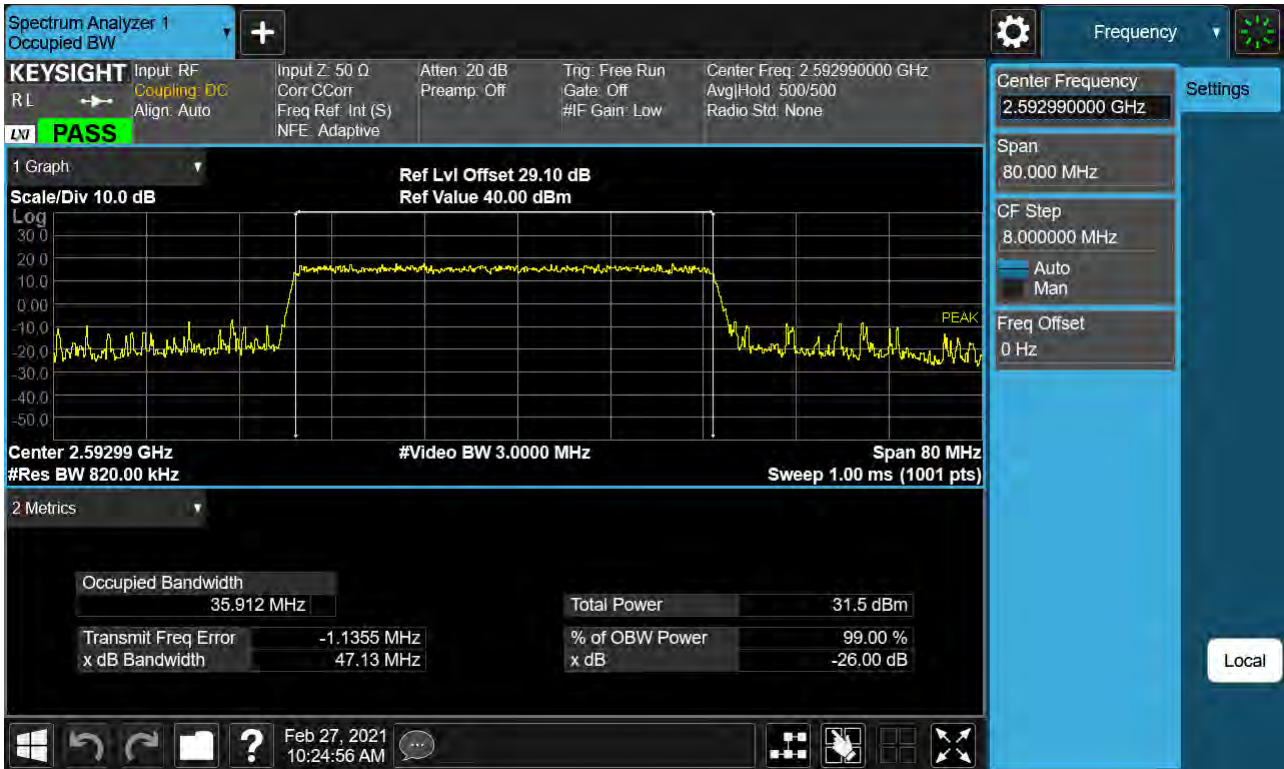 Spectrum Analyzer 1
Occupied BW
Frequency
KEYSIGHT
R L
LXI
PASS
Input: RF
Coupling: DC
Align: Auto
Input Z: 50 Ω
Corr CCorr
Freq Ref: Int (S)
NFE: Adaptive
Atten: 20 dB
Preamp: Off
Trig: Free Run
Gate: Off
#IF Gain: Low
Center Freq: 2.592990000 GHz
Avg|Hold: 500/500
Radio Std: None
1 Graph
Scale/Div 10.0 dB
Ref Lvl Offset 29.10 dB
Ref Value 40.00 dBm
Log
30.0
20.0
10.0
0.00
-10.0
-20.0
-30.0
-40.0
-50.0
PEAK
Center 2.59299 GHz
#Video BW 3.0000 MHz
Span 80 MHz
#Res BW 820.00 kHz
Sweep 1.00 ms (1001 pts)
2 Metrics
Occupied Bandwidth
35.912 MHz
Transmit Freq Error -1.1355 MHz
x dB Bandwidth 47.13 MHz
Total Power 31.5 dBm
% of OBW Power 99.00 %
x dB -26.00 dB
Center Frequency
2.592990000 GHz
Span
80.000 MHz
CF Step
8.000000 MHz
Auto
Man
Freq Offset
0 Hz
Settings
Local
?
Feb 27, 2021
10:24:56 AM